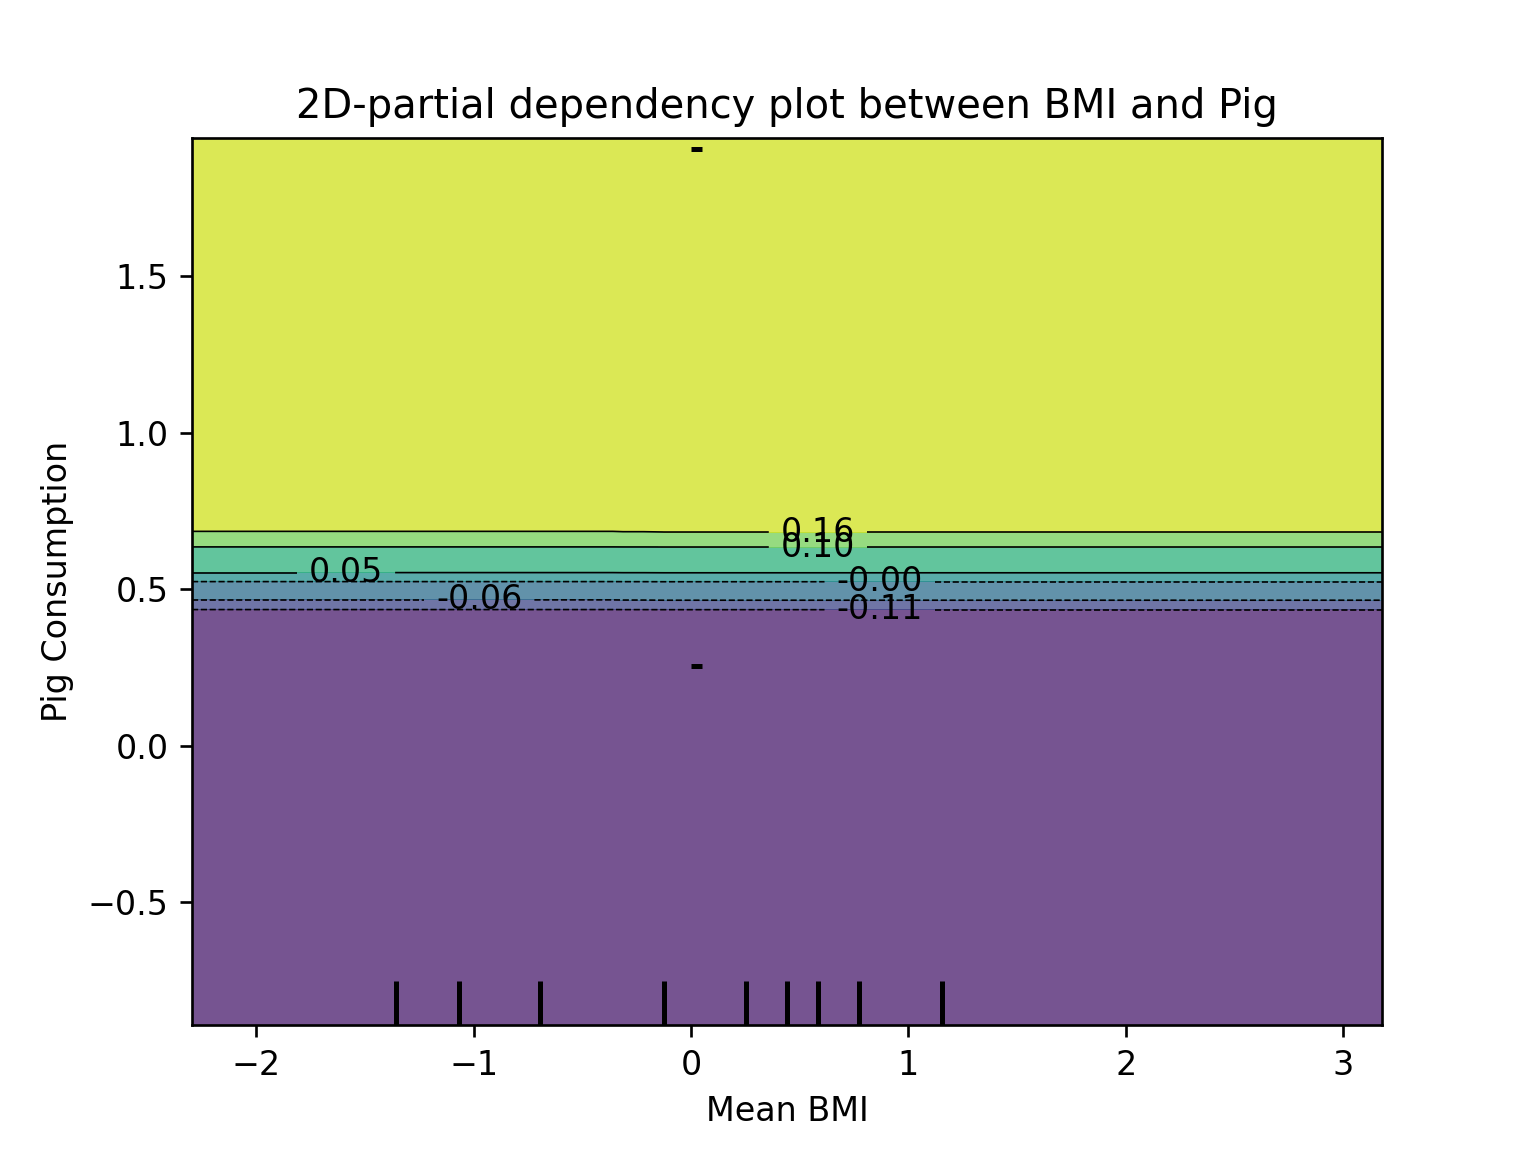 2D-partial dependency plot between BMI and Pig
1.5
1.0
0.5
0.0
−0.5
Pig Consumption
0.16
0.10
0.05
-0.00
-0.06
-0.11
−2 −1 0 1 2 3
Mean BMI